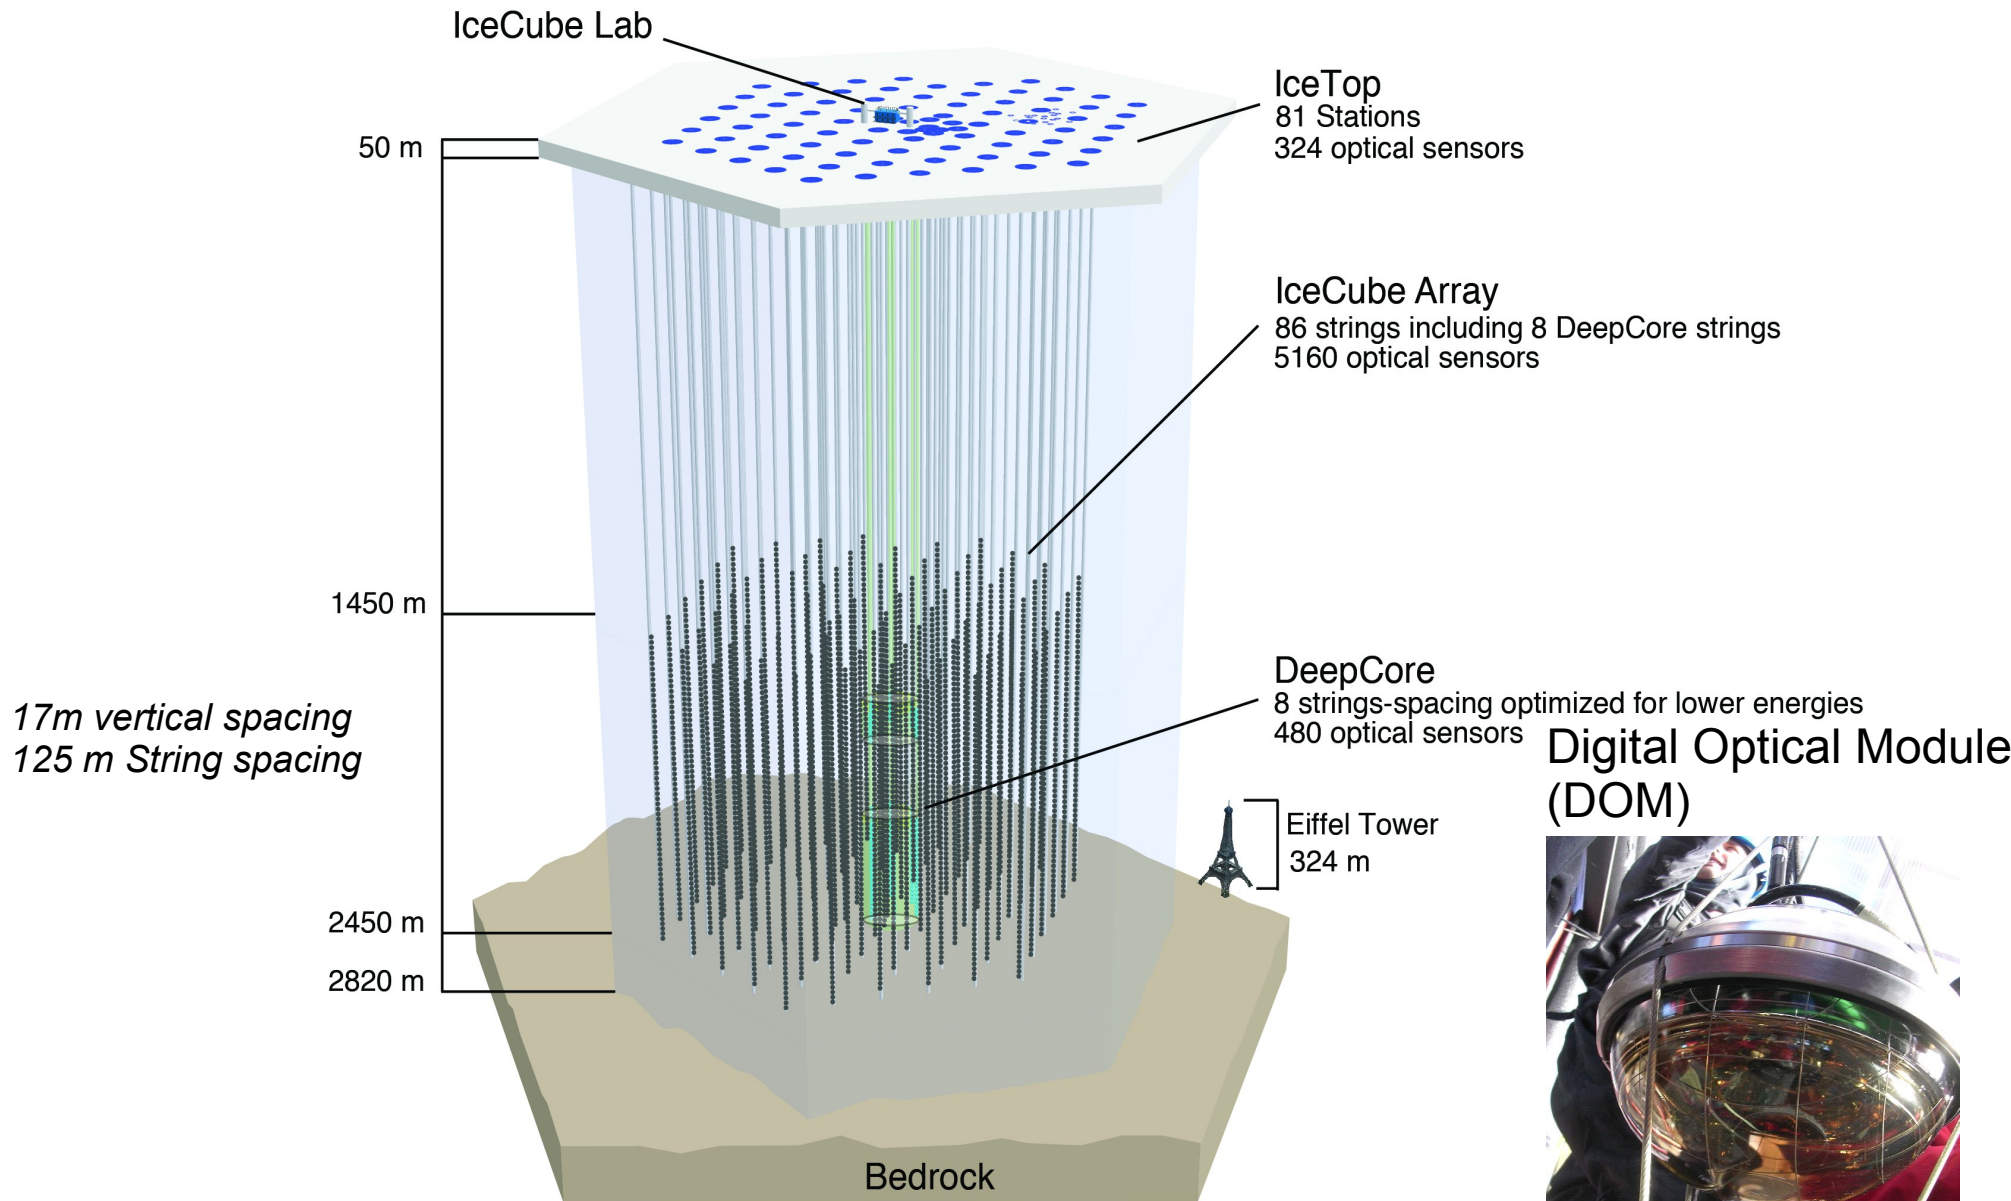 IceCube Lab
IceTop
81 Stations
324 optical sensors
50 m
IceCube Array
86 strings including 8 DeepCore strings
5160 optical sensors
1450 m
DeepCore
8 strings-spacing optimized for lower energies
480 optical sensors
17m vertical spacing
125 m String spacing
Digital Optical Module
(DOM)
Eiffel Tower
324 m
2450 m
2820 m
Bedrock